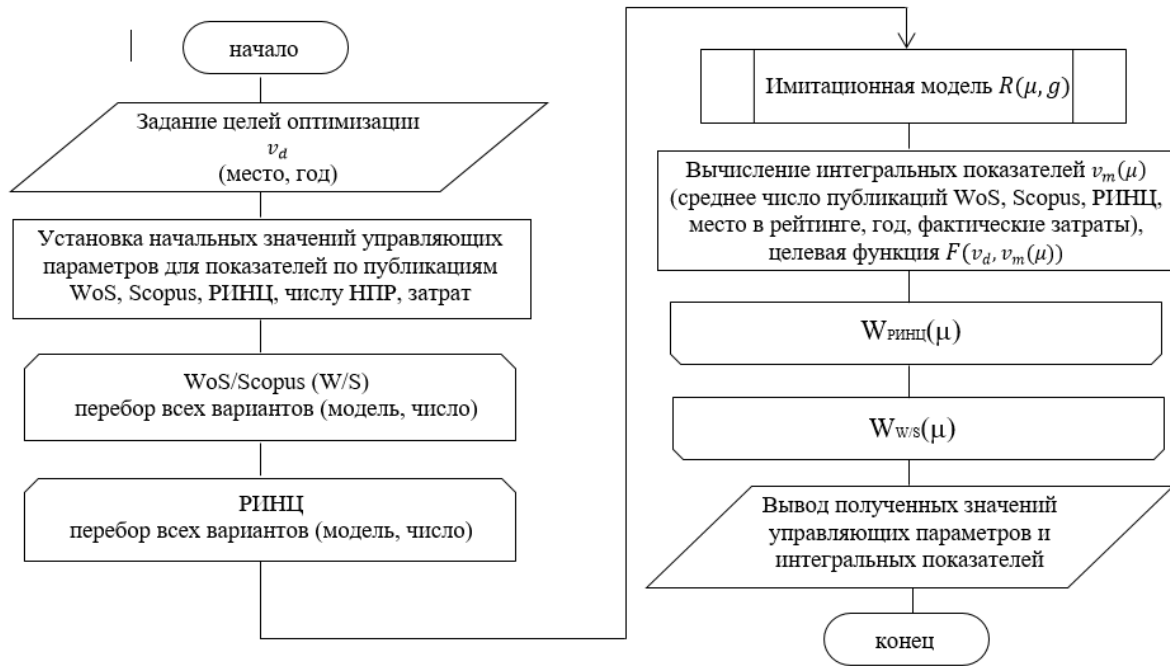 начало
Задание целей оптимизации
v_d
(место, год)
Установка начальных значений управляющих
параметров для показателей по публикациям
WoS, Scopus, РИНЦ, числу НПР, затрат
WoS/Scopus (W/S)
перебор всех вариантов (модель, число)
РИНЦ
перебор всех вариантов (модель, число)
Имитационная модель R(μ, g)
Вычисление интегральных показателей v_m(μ)
(среднее число публикаций WoS, Scopus, РИНЦ,
место в рейтинге, год, фактические затраты),
целевая функция F(v_d, v_m(μ))
W_РИНЦ(μ)
W_W/S(μ)
Вывод полученных значений
управляющих параметров и
интегральных показателей
конец